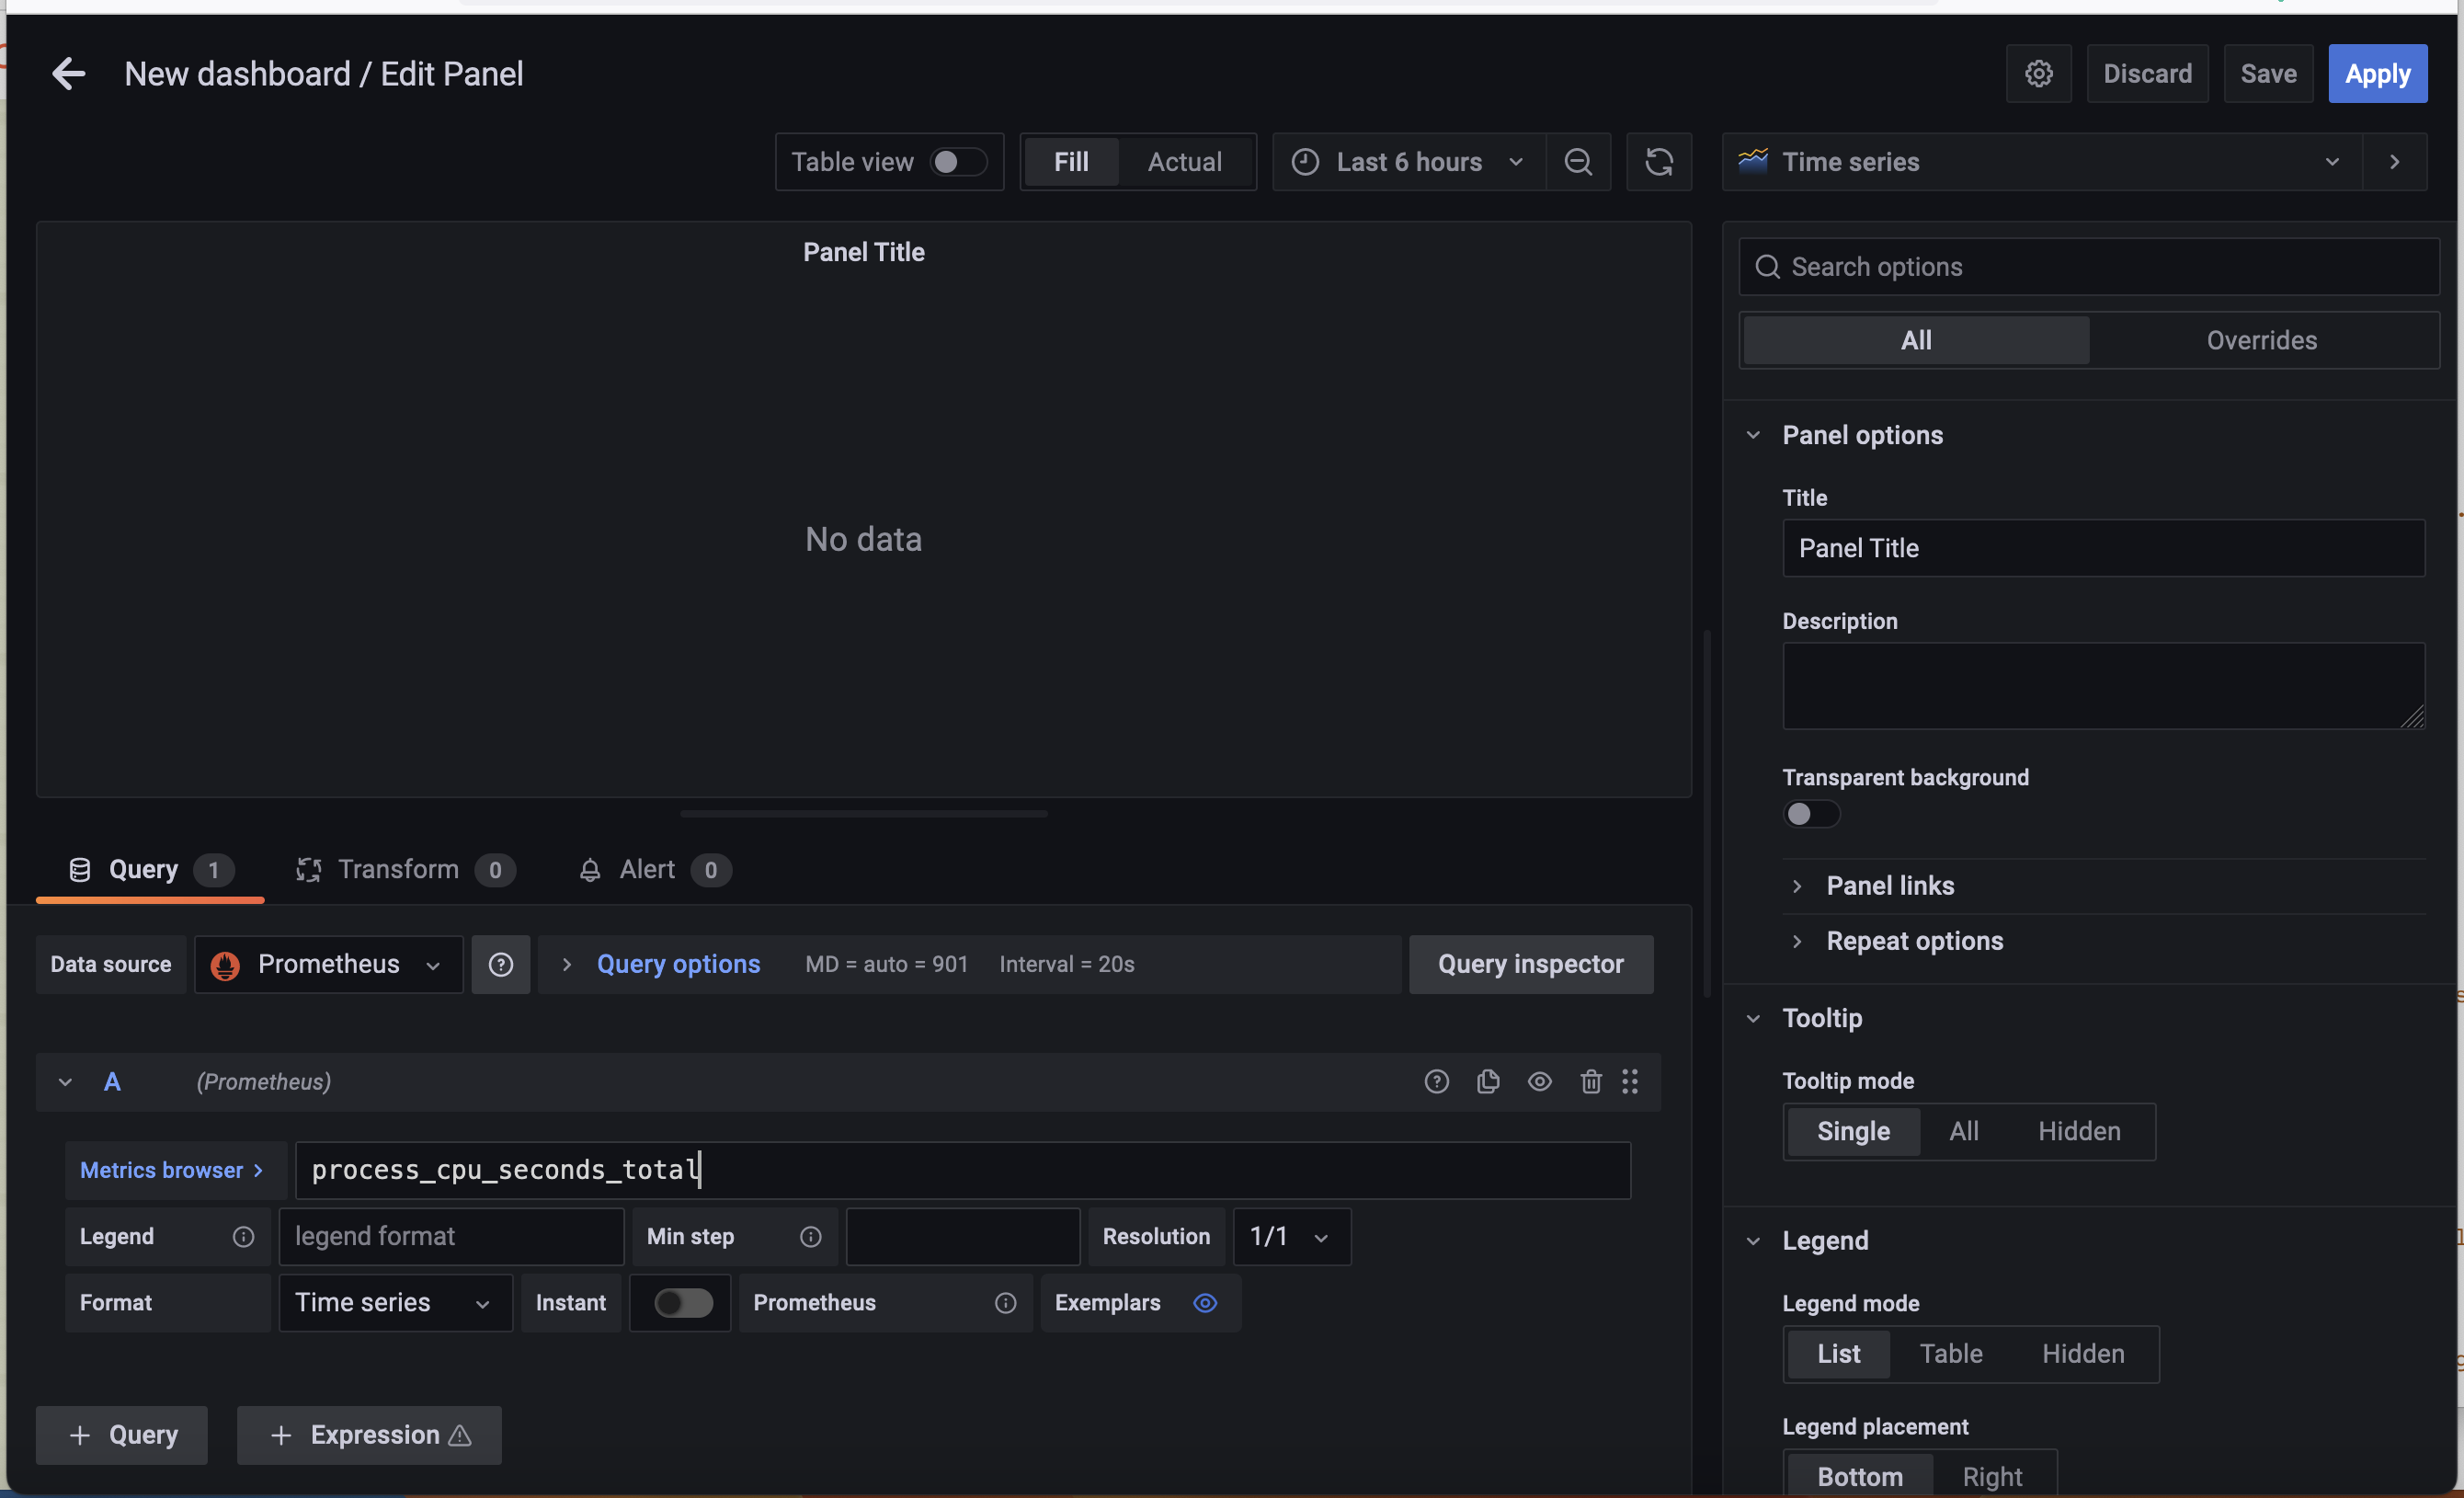 New dashboard / Edit Panel
Discard
Save
Apply
Table view
Fill
Actual
Last 6 hours
Time series
Panel Title
No data
Search options
All
Overrides
Panel options
Title
Panel Title
Description
Transparent background
Panel links
Repeat options
Tooltip
Tooltip mode
Single All Hidden
Legend
Legend mode
List Table Hidden
Legend placement
Bottom Right
Query 1
Transform 0
Alert 0
Data source
Prometheus
Query options
MD = auto = 901
Interval = 20s
Query inspector
A
(Prometheus)
Metrics browser >
process_cpu_seconds_total
Legend
legend format
Min step
Resolution
1/1
Format
Time series
Instant
Prometheus
Exemplars
+ Query
+ Expression